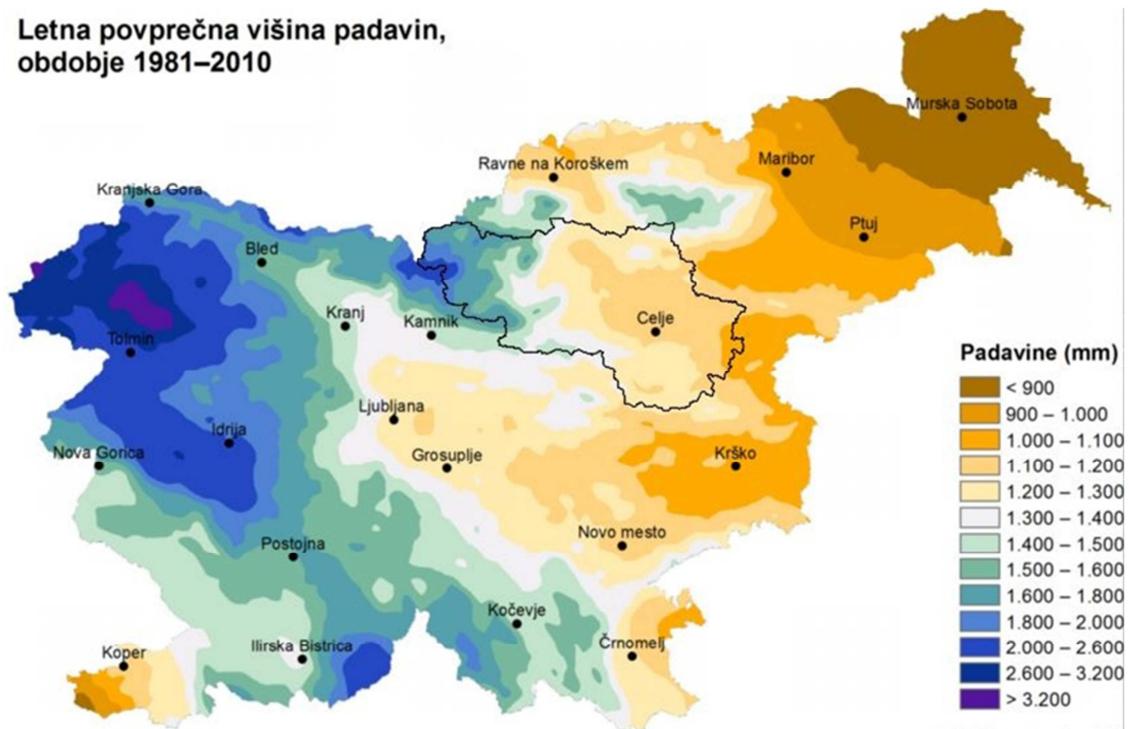 Letna povprečna višina padavin,
obdobje 1981–2010
Murska Sobota
Maribor
Ravne na Koroškem
Kranjska Gora
Ptuj
Bled
Kranj
Kamnik
Celje
Tolmin
Ljubljana
Idrija
Grosuplje
Krško
Nova Gorica
Novo mesto
Postojna
Kočevje
Črnomelj
Ilirska Bistrica
Koper
Padavine (mm)
< 900
900 – 1.000
1.000 – 1.100
1.100 – 1.200
1.200 – 1.300
1.300 – 1.400
1.400 – 1.500
1.500 – 1.600
1.600 – 1.800
1.800 – 2.000
2.000 – 2.600
2.600 – 3.200
> 3.200